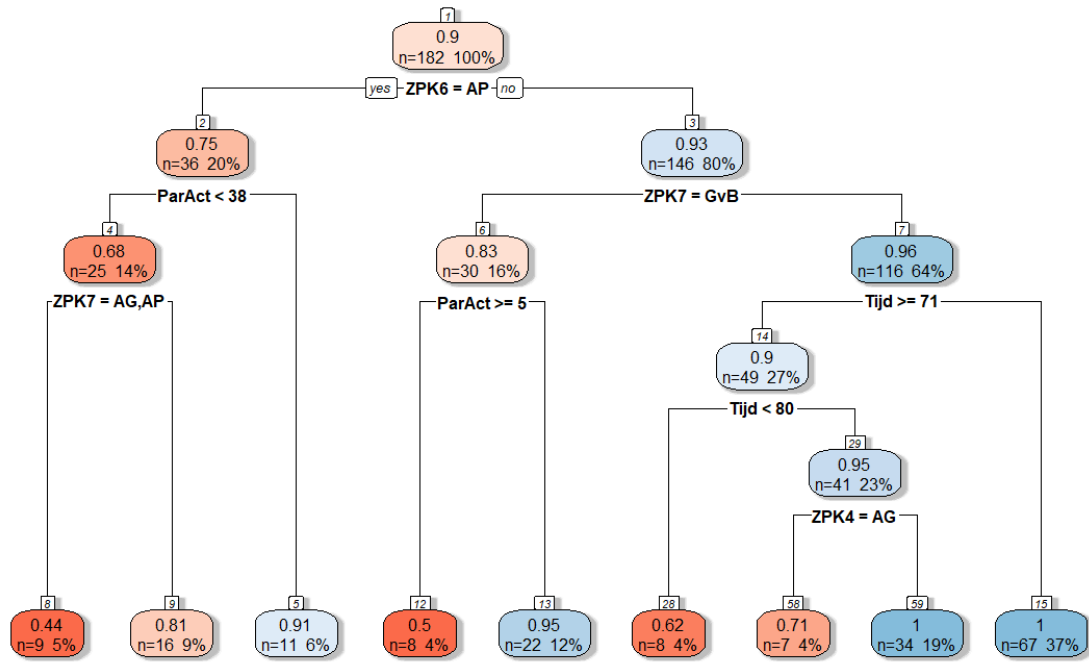 1
0.9
n=182 100%
yes ZPK6 = AP no
2
0.75
n=36 20%
3
0.93
n=146 80%
ParAct < 38
ZPK7 = GvB
4
0.68
n=25 14%
6
0.83
n=30 16%
7
0.96
n=116 64%
ZPK7 = AG,AP
ParAct >= 5
Tijd >= 71
14
0.9
n=49 27%
Tijd < 80
29
0.95
n=41 23%
ZPK4 = AG
8
0.44
n=9 5%
9
0.81
n=16 9%
5
0.91
n=11 6%
12
0.5
n=8 4%
13
0.95
n=22 12%
28
0.62
n=8 4%
58
0.71
n=7 4%
59
1
n=34 19%
15
1
n=67 37%